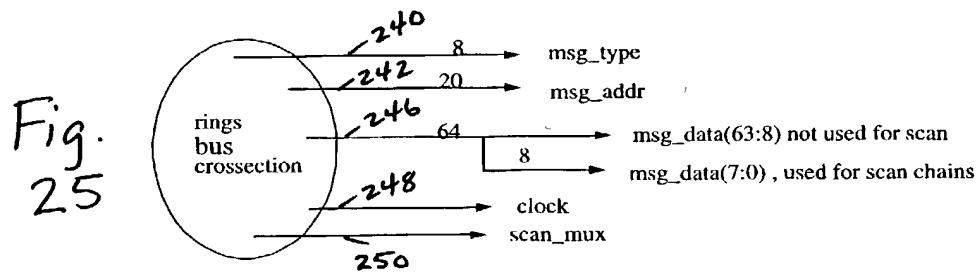 240
8
msg_type
242
20
msg_addr
Fig.
25
rings
bus
crossection
246
64
msg_data(63:8) not used for scan
8
msg_data(7:0) , used for scan chains
248
clock
scan_mux
250